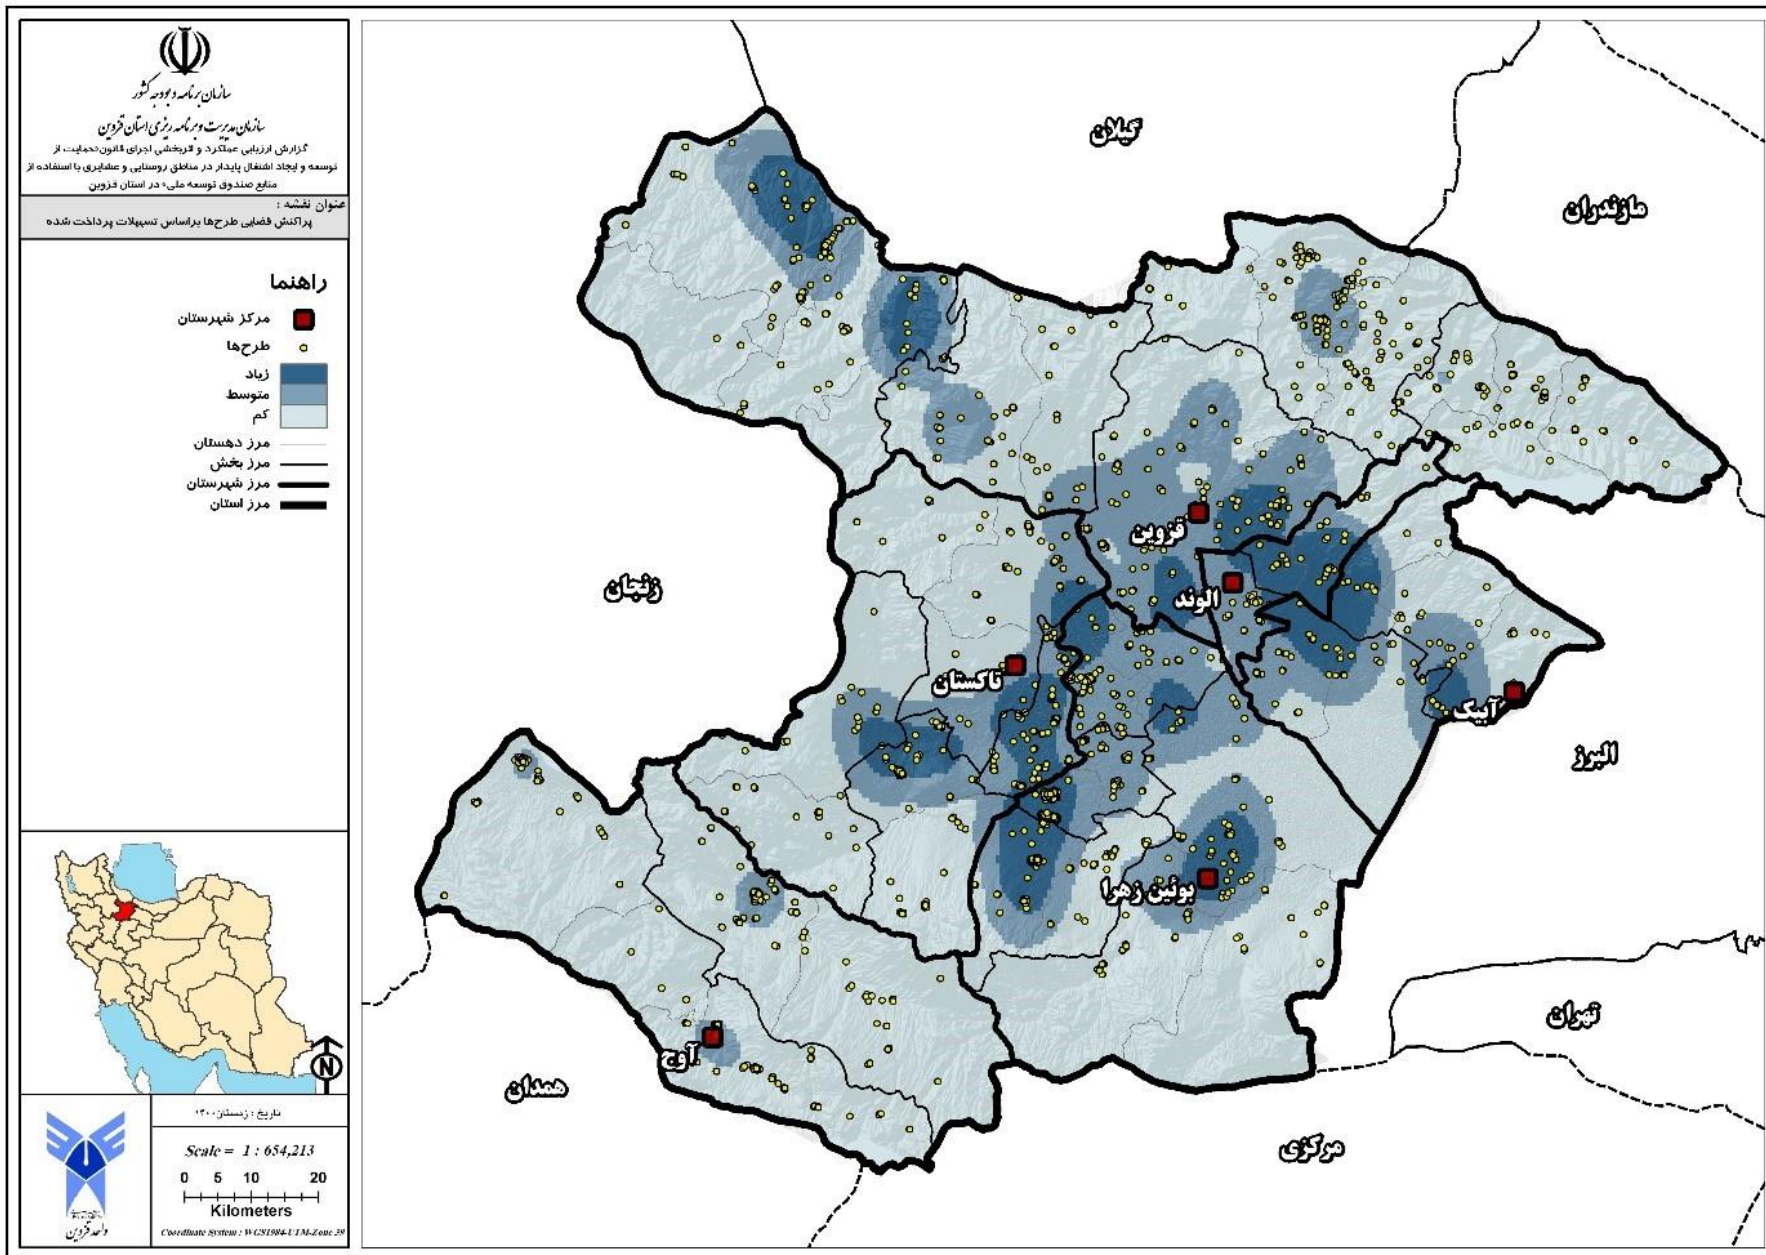 سازمان برنامه و بودجه کشور
سازمان مدیریت و برنامه ریزی استان قزوین
گزارش ارزیابی عملکرد و اثربخشی اجرای قانون «حمایت از
توسعه و ایجاد اشتغال پایدار در مناطق روستایی و عشایری با استفاده از
منابع صندوق توسعه ملی» در استان قزوین
عنوان نقشه :
پراکنش فضایی طرح‌ها براساس تسهیلات پرداخت شده
راهنما
مرکز شهرستان
طرح‌ها
زیاد
متوسط
کم
مرز دهستان
مرز بخش
مرز شهرستان
مرز استان
N
تاریخ : زمستان ۱۴۰۰
Scale = 1 : 654,213
0 5 10 20
Kilometers
Coordinate System : WGS1984-UTM-Zone 39
واحد قزوین
گیلان
مازندران
زنجان
قزوین
الوند
تاکستان
آبیک
البرز
بوئین زهرا
آوج
همدان
تهران
مرکزی